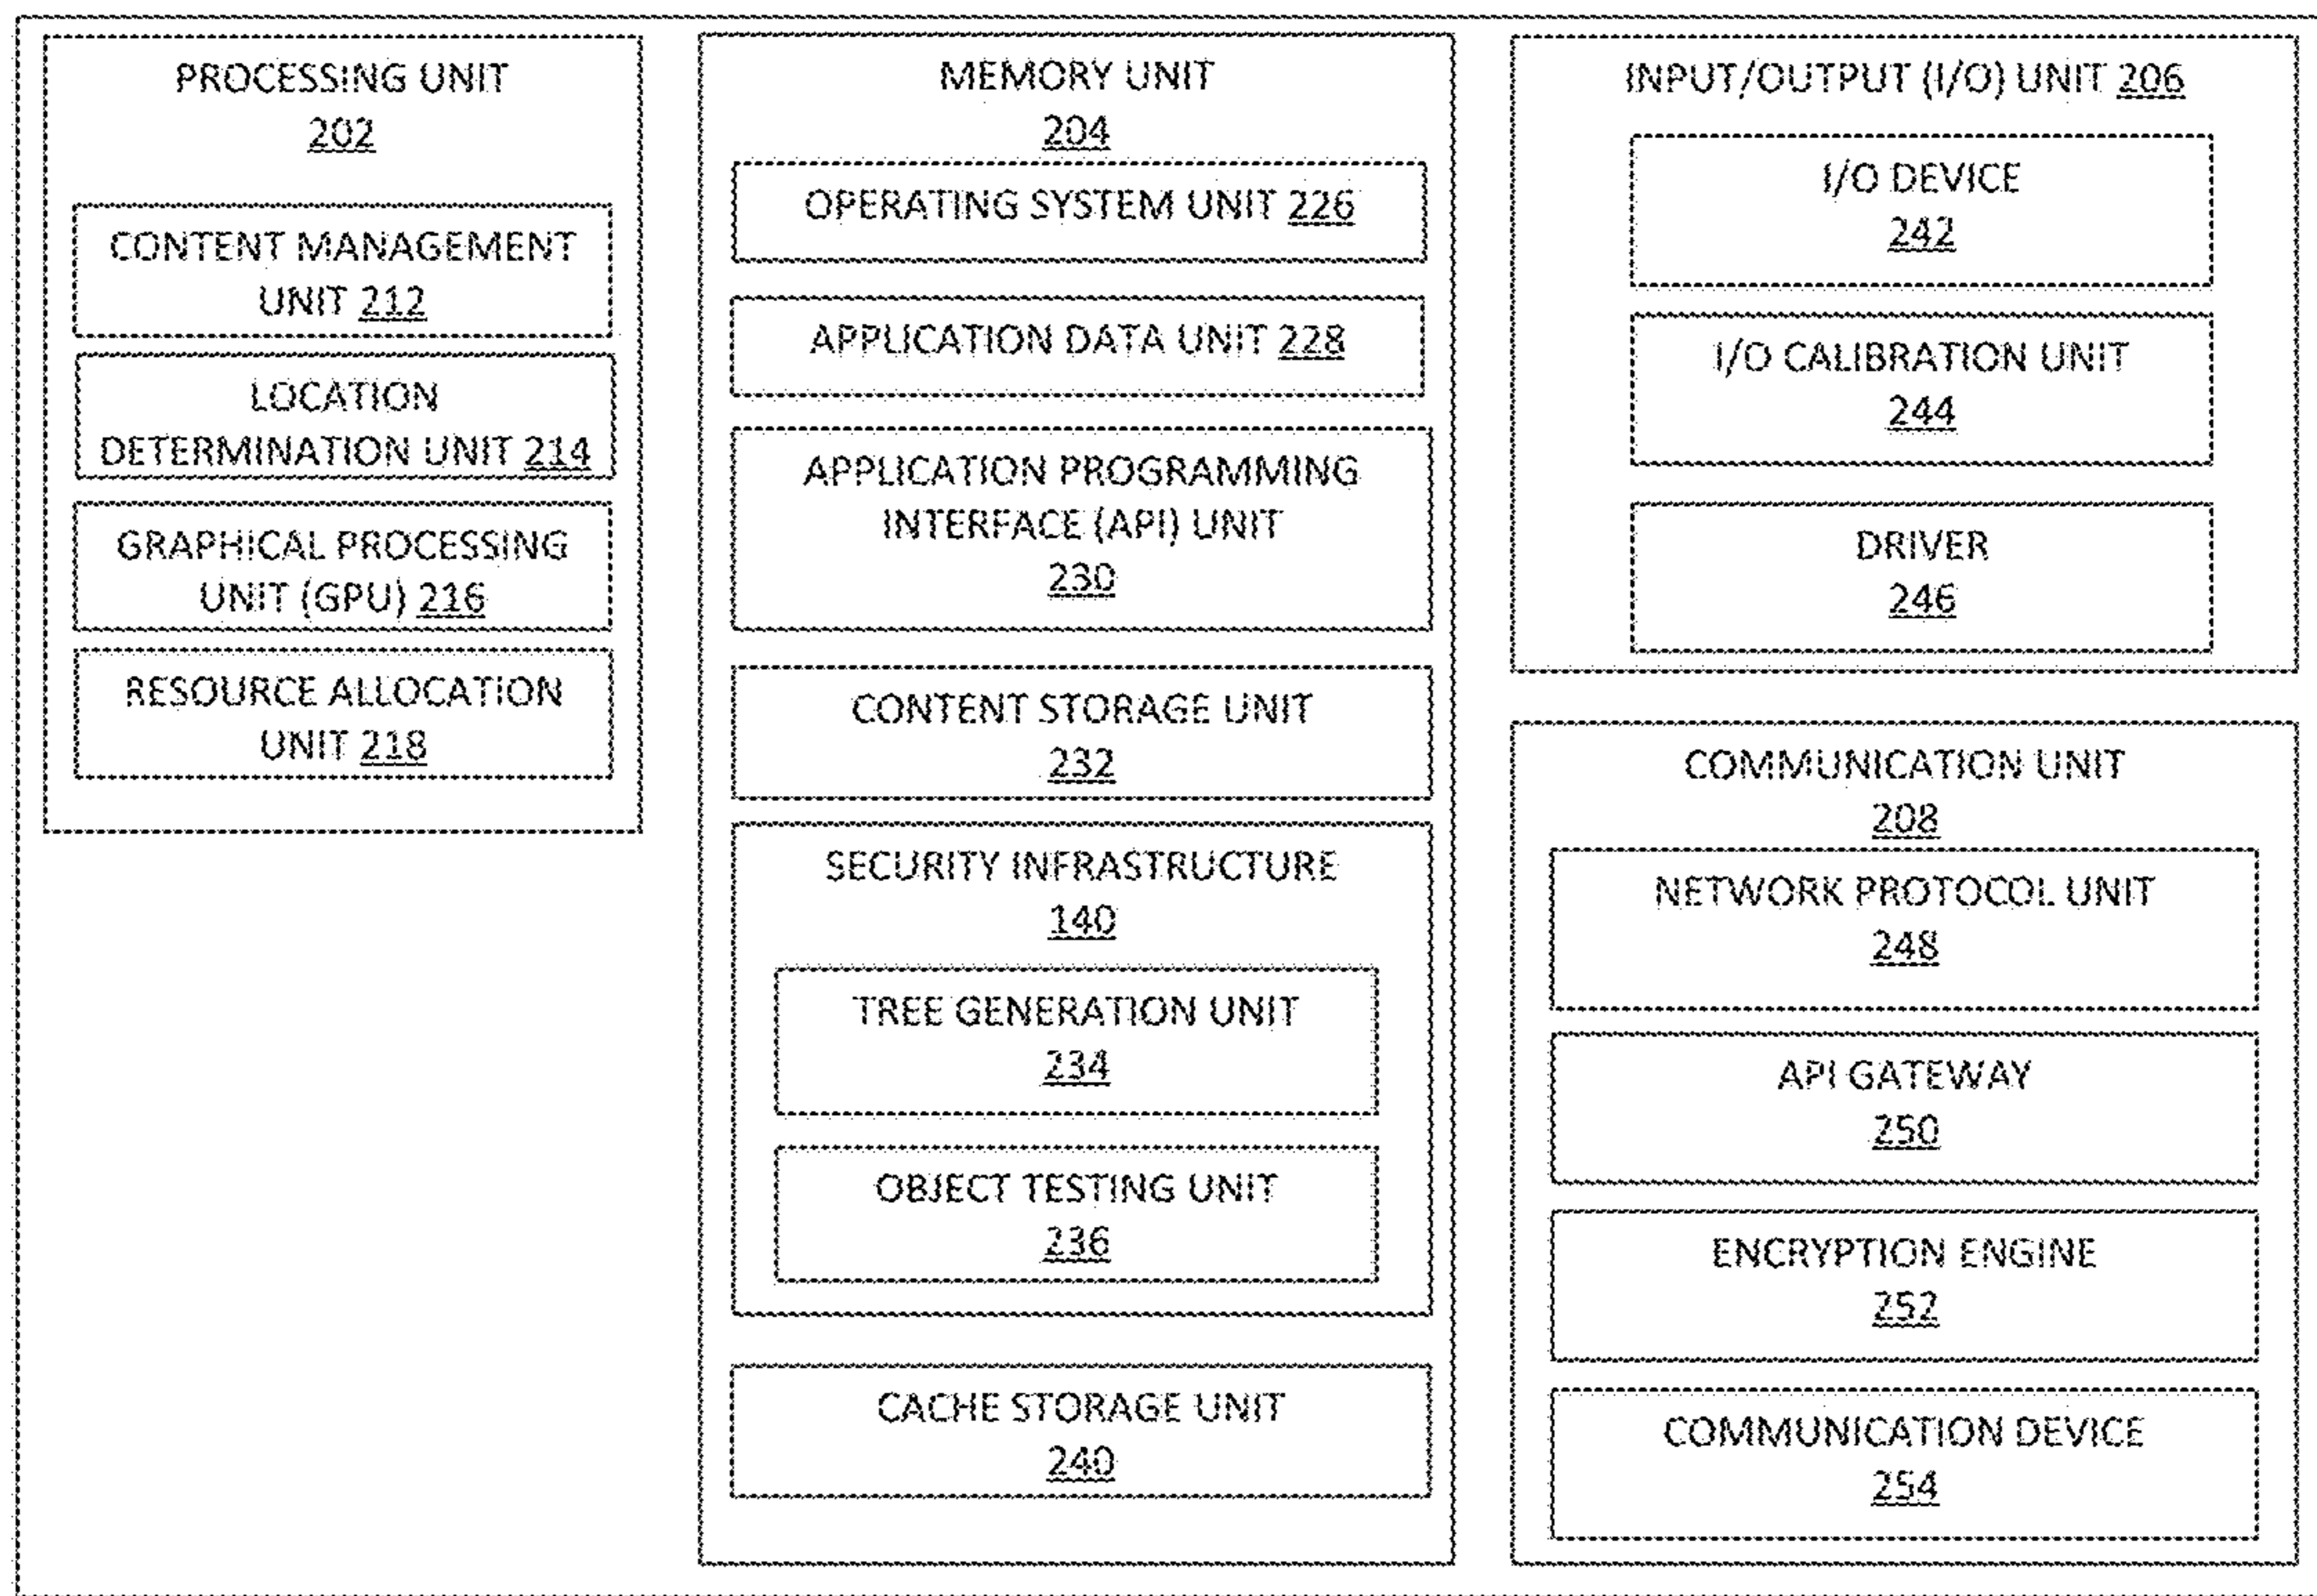 PROCESSING UNIT
202
CONTENT MANAGEMENT
UNIT 212
LOCATION
DETERMINATION UNIT 214
GRAPHICAL PROCESSING
UNIT (GPU) 216
RESOURCE ALLOCATION
UNIT 218
MEMORY UNIT
204
OPERATING SYSTEM UNIT 226
APPLICATION DATA UNIT 228
APPLICATION PROGRAMMING
INTERFACE (API) UNIT
230
CONTENT STORAGE UNIT
232
SECURITY INFRASTRUCTURE
140
TREE GENERATION UNIT
234
OBJECT TESTING UNIT
236
CACHE STORAGE UNIT
240
INPUT/OUTPUT (I/O) UNIT 206
I/O DEVICE
242
I/O CALIBRATION UNIT
244
DRIVER
246
COMMUNICATION UNIT
208
NETWORK PROTOCOL UNIT
248
API GATEWAY
250
ENCRYPTION ENGINE
252
COMMUNICATION DEVICE
254